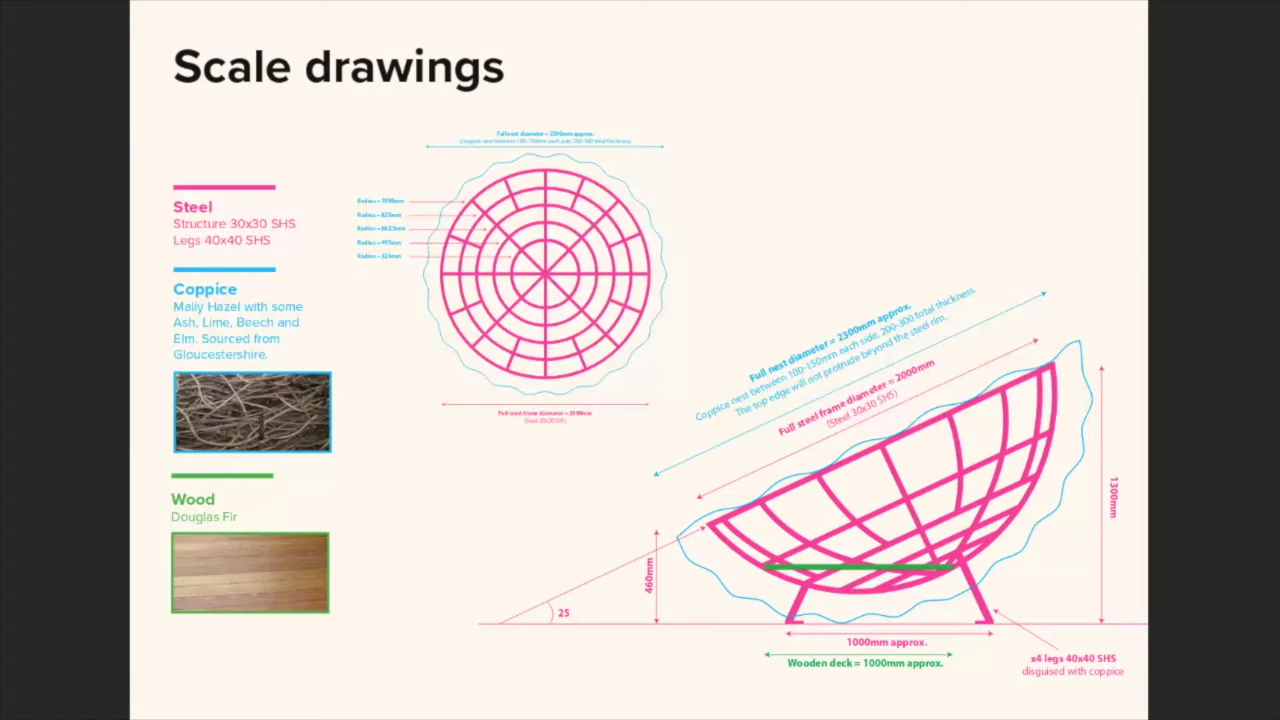 Scale drawings
Full nest diameter = 2300mm approx.
(Coppice nest between 100-150mm each side, 200-300 total thickness)
Steel
Structure 30x30 SHS
Legs 40x40 SHS
Coppice
Maily Hazel with some
Ash, Lime, Beech and
Elm. Sourced from
Gloucestershire.
Wood
Douglas Fir
Radius =
Radius = 825mm
Radius = 662.5mm
Radius = 495mm
Radius = 325mm
Full steel frame diameter = 2000mm
(Steel 30x30 SHS)
Full nest diameter = 2300mm approx.
Coppice nest between 100-150mm each side, 200-300 total thickness.
The top edge will not protrude beyond the steel rim.
Full steel frame diameter = 2000mm
(Steel 30x30 SHS)
1300mm
460mm
25
1000mm approx.
Wooden deck = 1000mm approx.
x4 legs 40x40 SHS
disguised with coppice